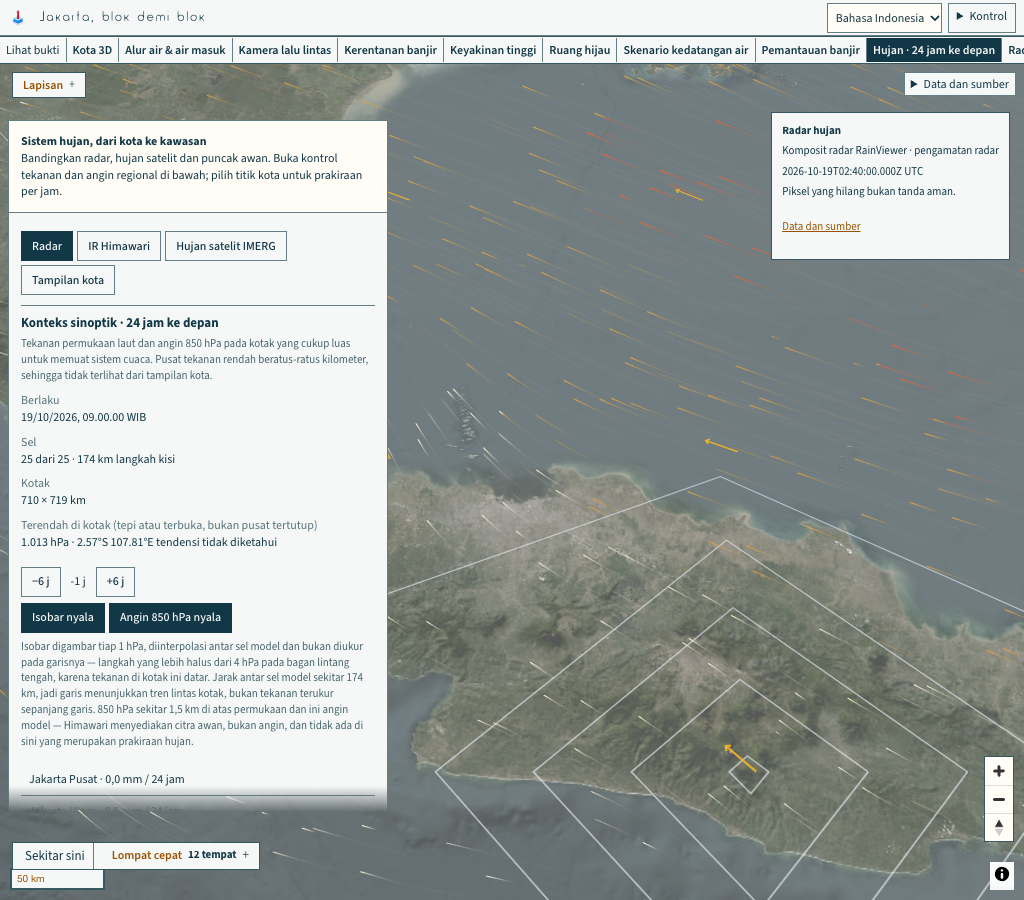 Jakarta, blok demi blok
Bahasa Indonesia
▶ Kontrol
Lihat bukti
Kota 3D
Alur air & air masuk
Kamera lalu lintas
Kerentanan banjir
Keyakinan tinggi
Ruang hijau
Skenario kedatangan air
Pemantauan banjir
Hujan · 24 jam ke depan
Lapisan +
▶ Data dan sumber
Sistem hujan, dari kota ke kawasan
Bandingkan radar, hujan satelit dan puncak awan. Buka kontrol
tekanan dan angin regional di bawah; pilih titik kota untuk prakiraan
per jam.
Radar
IR Himawari
Hujan satelit IMERG
Tampilan kota
Konteks sinoptik · 24 jam ke depan
Tekanan permukaan laut dan angin 850 hPa pada kotak yang cukup luas
untuk memuat sistem cuaca. Pusat tekanan rendah beratus-ratus kilometer,
sehingga tidak terlihat dari tampilan kota.
Berlaku
19/10/2026, 09.00.00 WIB
Sel
25 dari 25 · 174 km langkah kisi
Kotak
710 × 719 km
Terendah di kotak (tepi atau terbuka, bukan pusat tertutup)
1.013 hPa · 2.57°S 107.81°E tendensi tidak diketahui
−6 j
-1 j
+6 j
Isobar nyala
Angin 850 hPa nyala
Isobar digambar tiap 1 hPa, diinterpolasi antar sel model dan bukan diukur
pada garisnya — langkah yang lebih halus dari 4 hPa pada bagan lintang
tengah, karena tekanan di kotak ini datar. Jarak antar sel model sekitar 174
km, jadi garis menunjukkan tren lintas kotak, bukan tekanan terukur
sepanjang garis. 850 hPa sekitar 1,5 km di atas permukaan dan ini angin
model — Himawari menyediakan citra awan, bukan angin, dan tidak ada di
sini yang merupakan prakiraan hujan.
Jakarta Pusat · 0,0 mm / 24 jam
Radar hujan
Komposit radar RainViewer · pengamatan radar
2026-10-19T02:40:00.000Z UTC
Piksel yang hilang bukan tanda aman.
Data dan sumber
Sekitar sini
Lompat cepat 12 tempat +
50 km